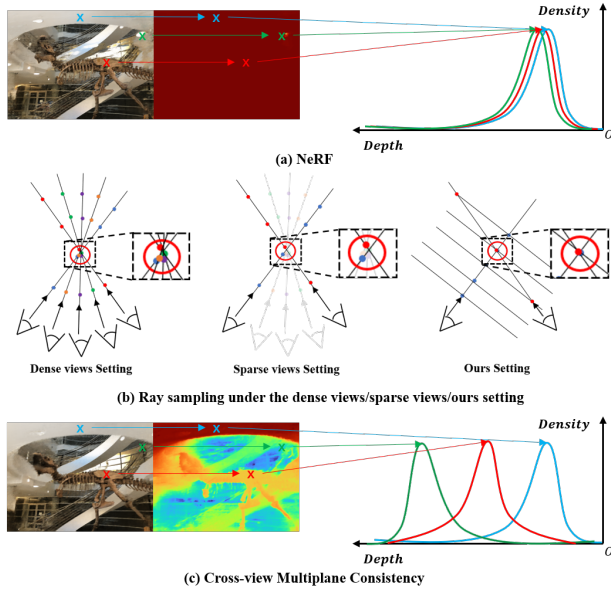 Density
Depth
O
(a) NeRF
Dense views Setting
Sparse views Setting
Ours Setting
(b) Ray sampling under the dense views/sparse views/ours setting
Density
Depth
O
(c) Cross-view Multiplane Consistency